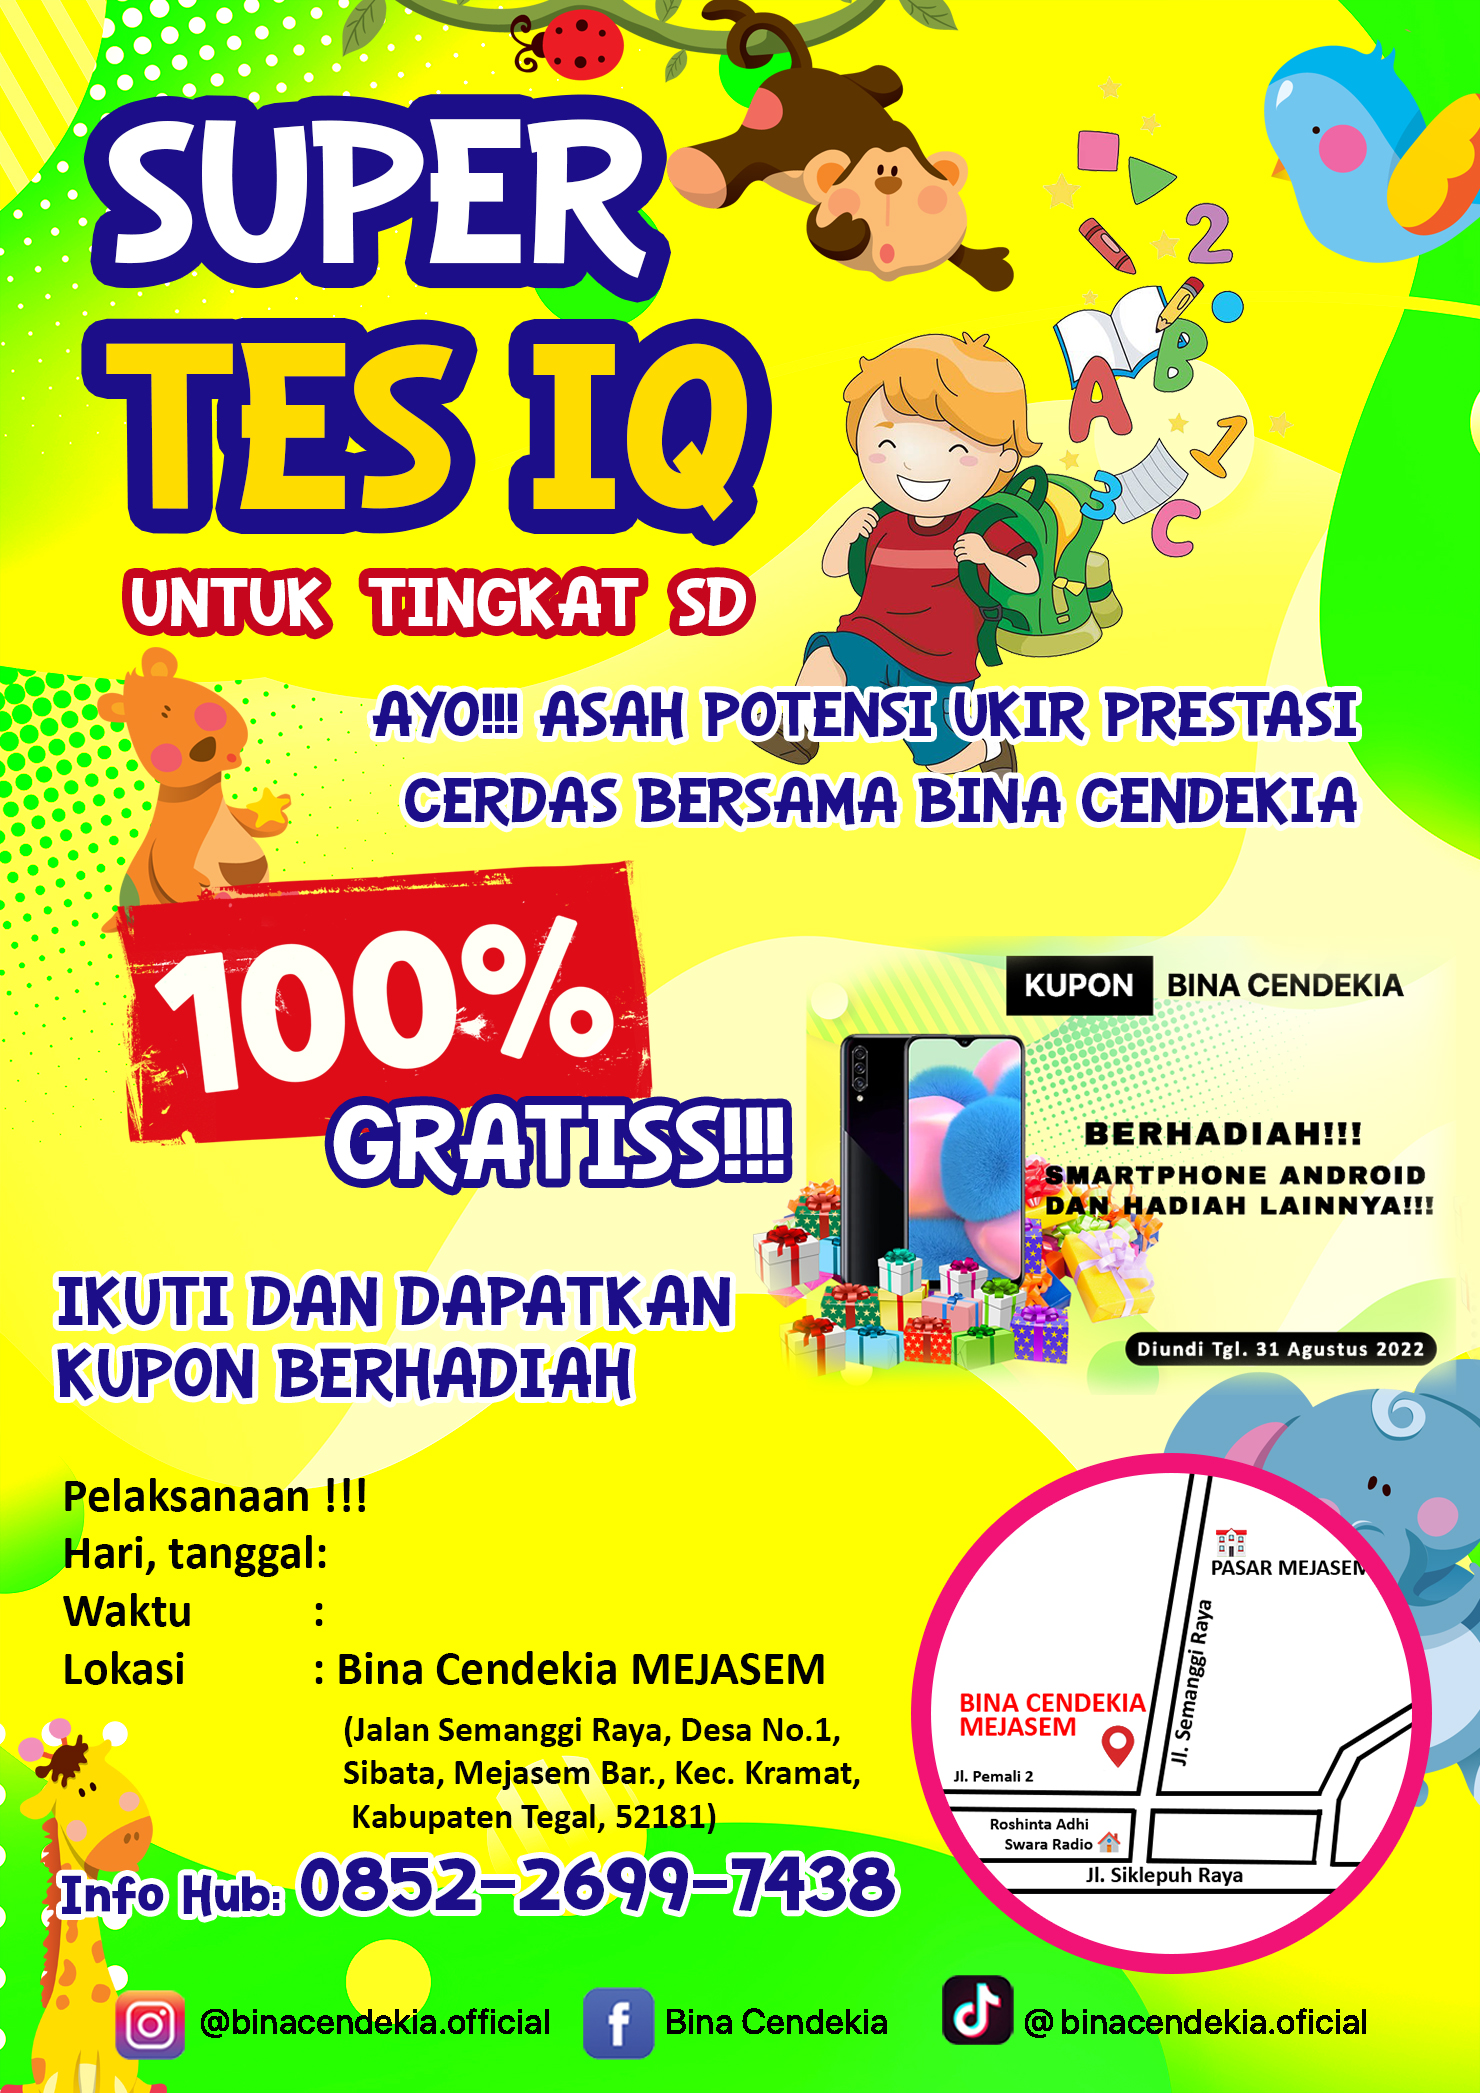 SUPER
TES IQ
UNTUK TINGKAT SD
AYO!!! ASAH POTENSI UKIR PRESTASI
CERDAS BERSAMA BINA CENDEKIA
100%
GRATISS!!!
KUPON BINA CENDEKIA
BERHADIAH!!!
SMARTPHONE ANDROID
DAN HADIAH LAINNYA!!!
Diundi Tgl. 31 Agustus 2022
IKUTI DAN DAPATKAN
KUPON BERHADIAH
Pelaksanaan !!!
Hari, tanggal:
Waktu :
Lokasi : Bina Cendekia MEJASEM
(Jalan Semanggi Raya, Desa No.1,
Sibata, Mejasem Bar., Kec. Kramat,
Kabupaten Tegal, 52181)
Info Hub: 0852-2699-7438
PASAR MEJASEM
Jl. Semanggi Raya
BINA CENDEKIA
MEJASEM
Jl. Pemali 2
Roshinta Adhi
Swara Radio
Jl. Siklepuh Raya
@binacendekia.official
Bina Cendekia
@ binacendekia.oficial
A
B
C
1
2
3